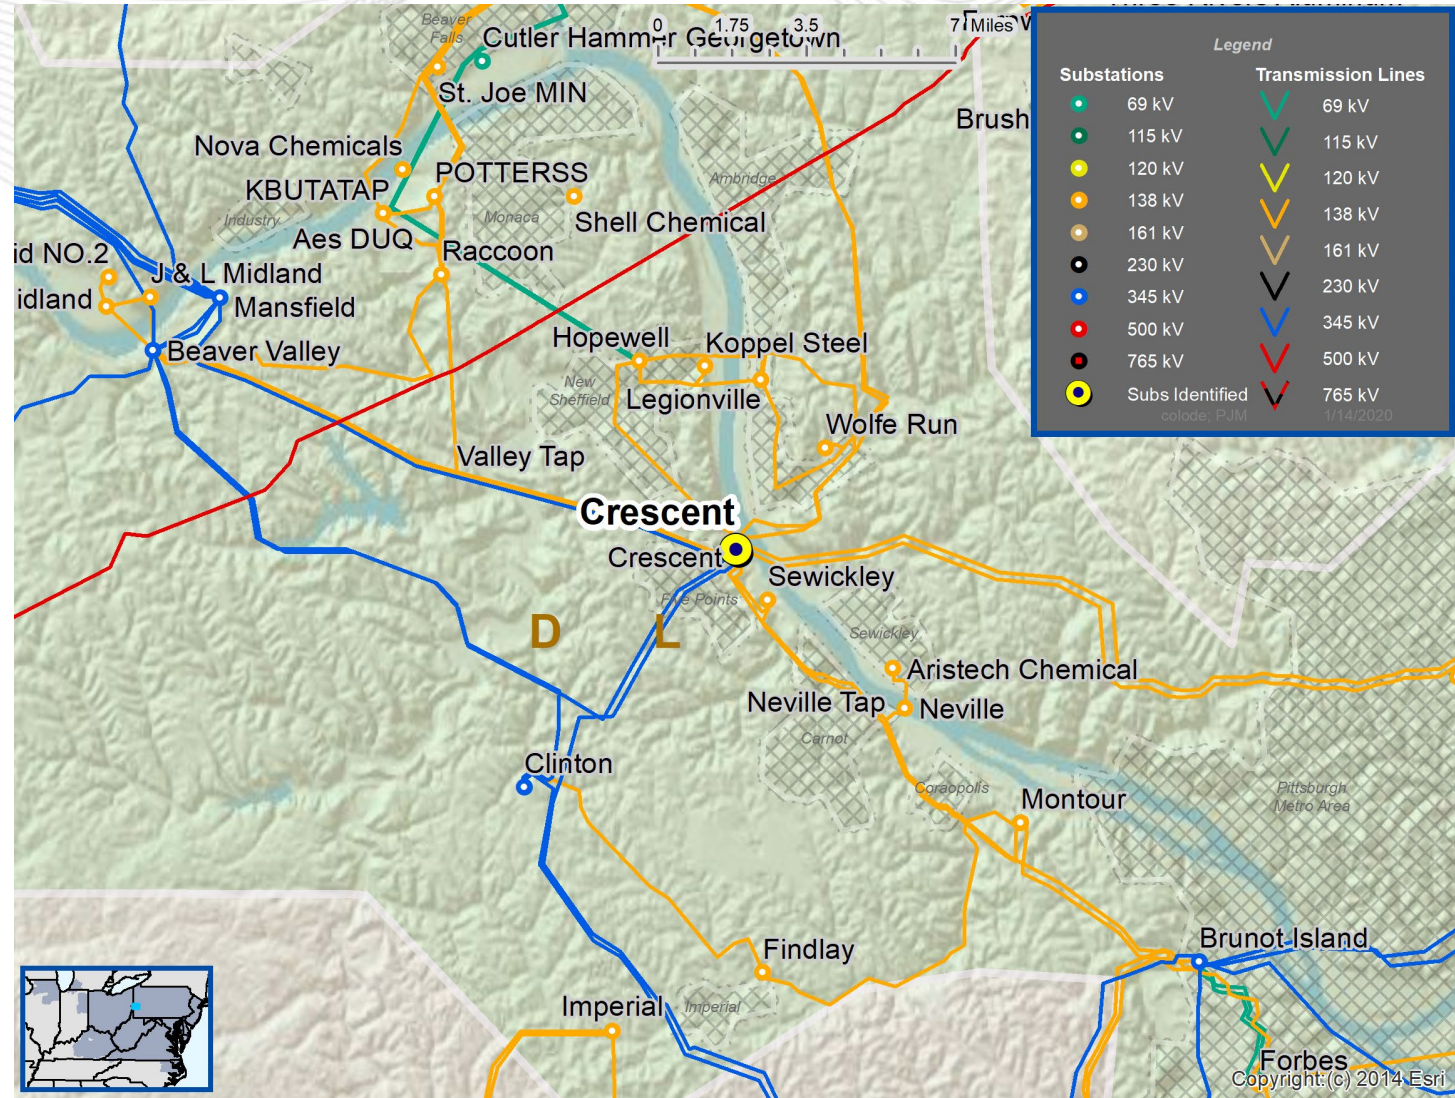 Beaver
Falls
Cutler Hammer Georgetown
0 1.75 3.5 7 Miles
St. Joe MIN
Brush
Nova Chemicals
POTTERSS
KBUTATAP
Ambridge
Industry
Monaca
Shell Chemical
Aes DUQ
Raccoon
id NO.2
J & L Midland
idland
Mansfield
Hopewell
Koppel Steel
Beaver Valley
New
Sheffield
Legionville
Wolfe Run
Valley Tap
Crescent
Crescent
Sewickley
Five Points
D L
Sewickley
Aristech Chemical
Neville Tap
Neville
Carnot
Clinton
Coraopolis
Montour
Pittsburgh
Metro Area
Findlay
Brunot Island
Imperial
Imperial
Forbes
Copyright:(c) 2014 Esri
Legend
Substations Transmission Lines
69 kV 69 kV
115 kV 115 kV
120 kV 120 kV
138 kV 138 kV
161 kV 161 kV
230 kV 230 kV
345 kV 345 kV
500 kV 500 kV
765 kV 765 kV
Subs Identified
colode; PJM 1/14/2020